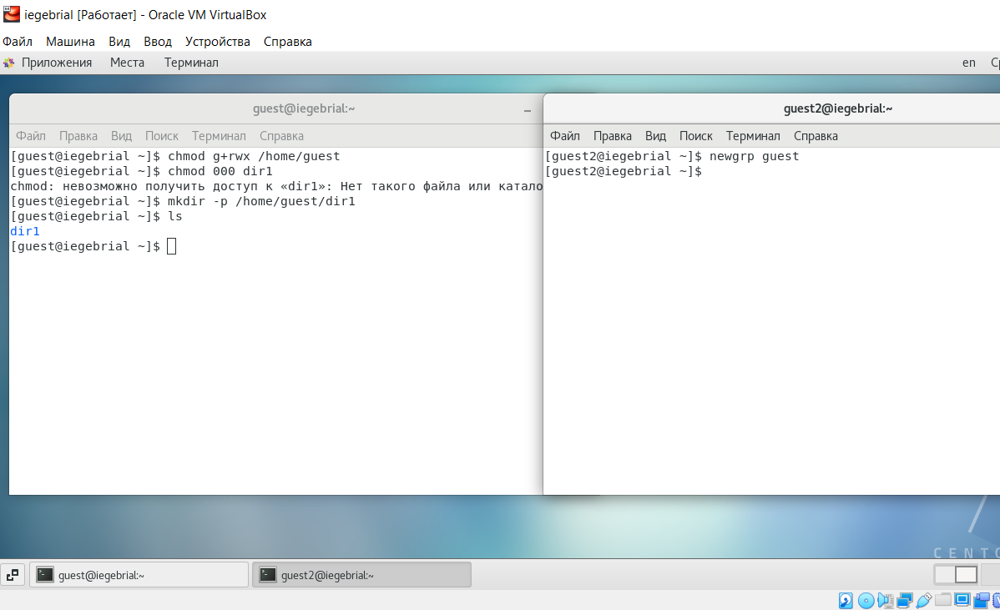 iegebrial [Работает] - Oracle VM VirtualBox
Файл Машина Вид Ввод Устройства Справка
Приложения Места Терминал en
guest@iegebrial:~
Файл Правка Вид Поиск Терминал Справка
[guest@iegebrial ~]$ chmod g+rwx /home/guest
[guest@iegebrial ~]$ chmod 000 dir1
chmod: невозможно получить доступ к «dir1»: Нет такого файла или катало
[guest@iegebrial ~]$ mkdir -p /home/guest/dir1
[guest@iegebrial ~]$ ls
dir1
[guest@iegebrial ~]$
guest2@iegebrial:~
Файл Правка Вид Поиск Терминал Справка
[guest2@iegebrial ~]$ newgrp guest
[guest2@iegebrial ~]$
CENTO
guest@iegebrial:~
guest2@iegebrial:~